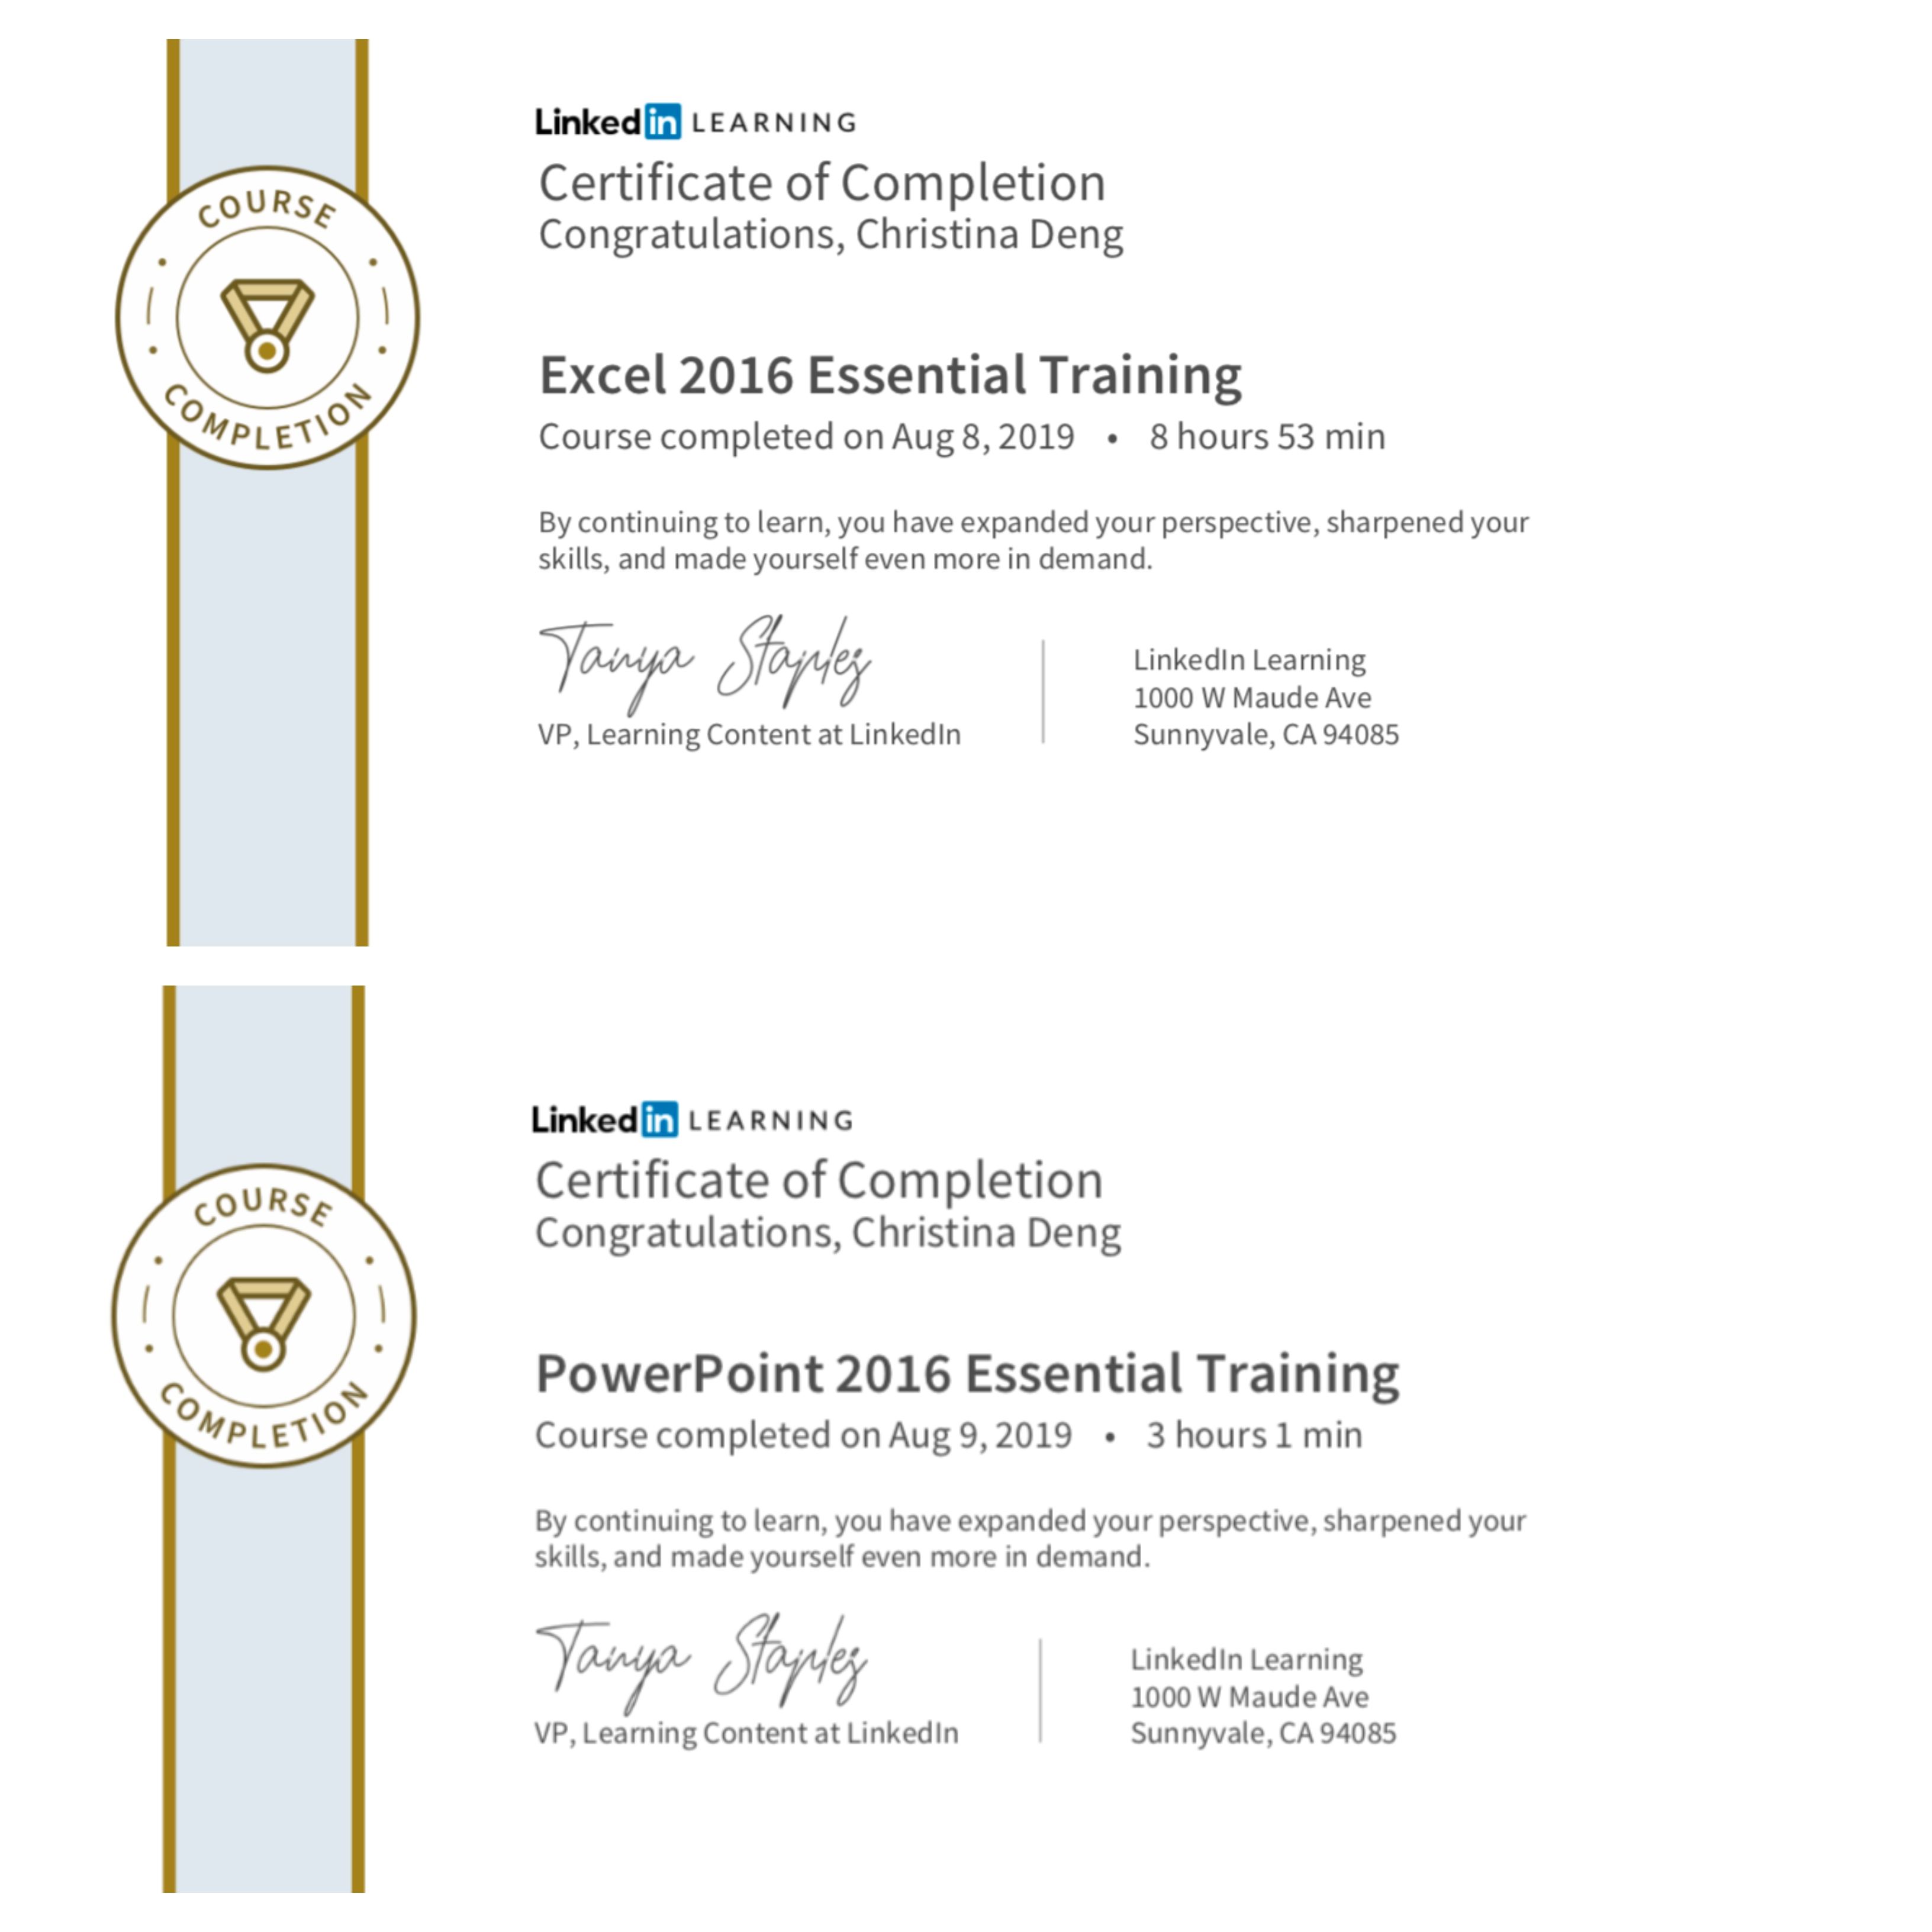 LinkedIn LEARNING
Certificate of Completion
Congratulations, Christina Deng
COURSE
COMPLETION
Excel 2016 Essential Training
Course completed on Aug 8, 2019 • 8 hours 53 min
By continuing to learn, you have expanded your perspective, sharpened your
skills, and made yourself even more in demand.
Tanya Staples
VP, Learning Content at LinkedIn
LinkedIn Learning
1000 W Maude Ave
Sunnyvale, CA 94085
LinkedIn LEARNING
Certificate of Completion
Congratulations, Christina Deng
COURSE
COMPLETION
PowerPoint 2016 Essential Training
Course completed on Aug 9, 2019 • 3 hours 1 min
By continuing to learn, you have expanded your perspective, sharpened your
skills, and made yourself even more in demand.
Tanya Staples
VP, Learning Content at LinkedIn
LinkedIn Learning
1000 W Maude Ave
Sunnyvale, CA 94085